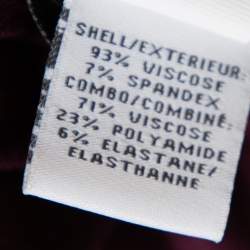 SHELL/EXTERIEUR:
93% VISCOSE
7% SPANDEX
COMBO/COMBINÉ:
71% VISCOSE
23% POLYAMIDE
6% ELASTANE/
ELASTHANNE